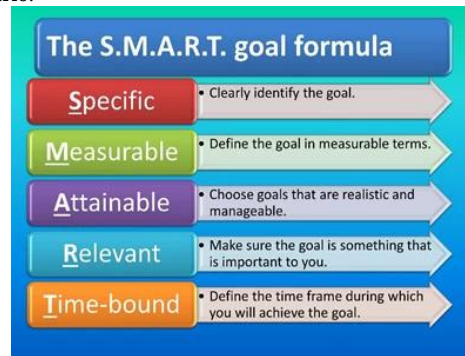 The S.M.A.R.T. goal formula
Specific
• Clearly identify the goal.
Measurable
• Define the goal in measurable terms.
Attainable
• Choose goals that are realistic and
manageable.
Relevant
• Make sure the goal is something that
is important to you.
Time-bound
• Define the time frame during which
you will achieve the goal.